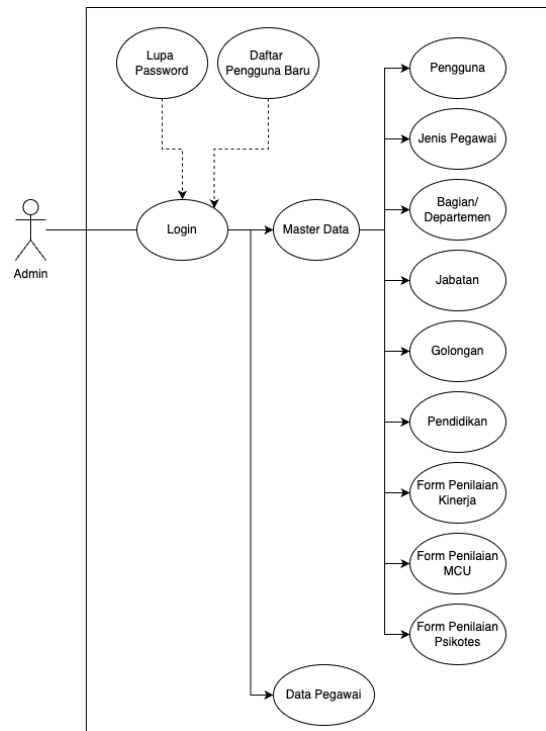 Lupa
Password
Daftar
Pengguna Baru
Pengguna
Jenis Pegawai
Bagian/
Departemen
Admin
Login
Master Data
Jabatan
Golongan
Pendidikan
Form Penilaian
Kinerja
Form Penilaian
MCU
Form Penilaian
Psikotes
Data Pegawai